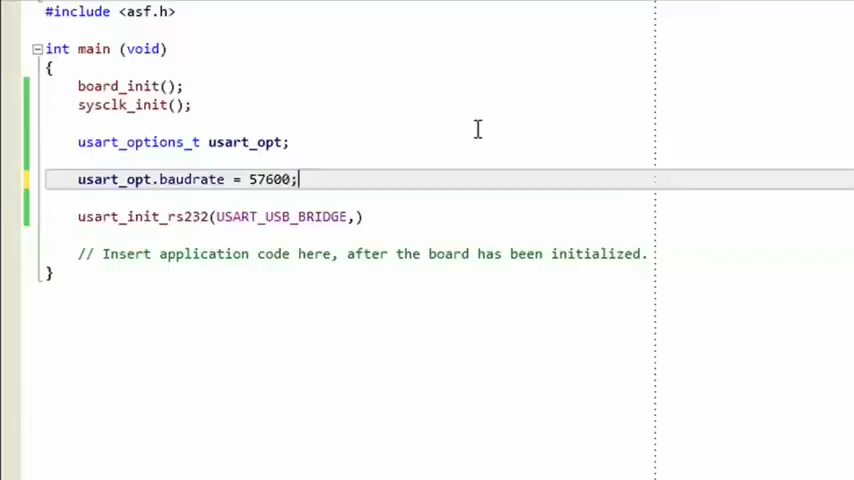 #include <asf.h>
int main (void)
{
board_init();
sysclk_init();
usart_options_t usart_opt;
usart_opt.baudrate = 57600;
usart_init_rs232(USART_USB_BRIDGE,)
// Insert application code here, after the board has been initialized.
}